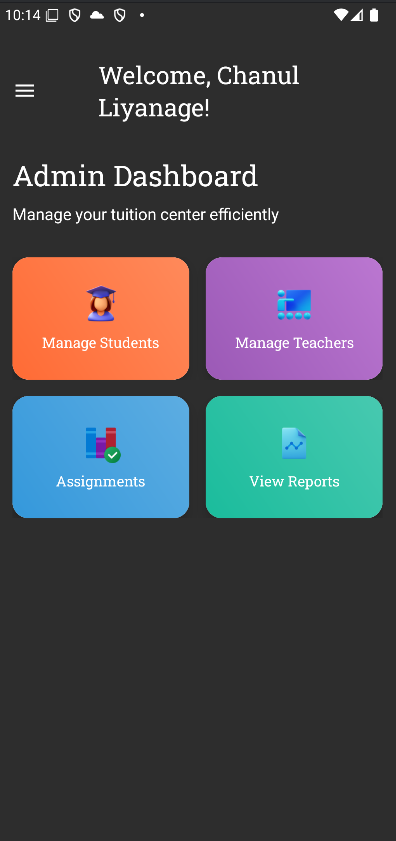 10:14
Welcome, Chanul
Liyanage!
Admin Dashboard
Manage your tuition center efficiently
Manage Students
Manage Teachers
Assignments
View Reports